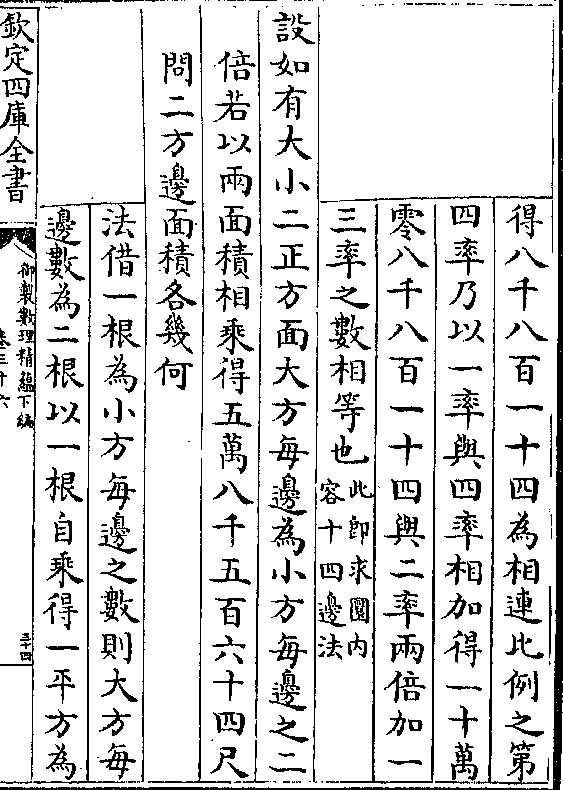 得八千八百一十四為相連比例之第
四率乃以一率與四率相加得一十萬
零八千八百一十四與二率兩倍加一
三率之數相等也此即求圜内容十四邊法
設如有大小二正方面大方每邊為小方每邊之二
倍若以兩面積相乘得五萬八千五百六十四尺
問二方邊面積各幾何
法借一根為小方每邊之數則大方每
邊數為二根以一根自乘得一平方為
欽定四庫全書
御製數理精蘊下編
卷三十六
三十四